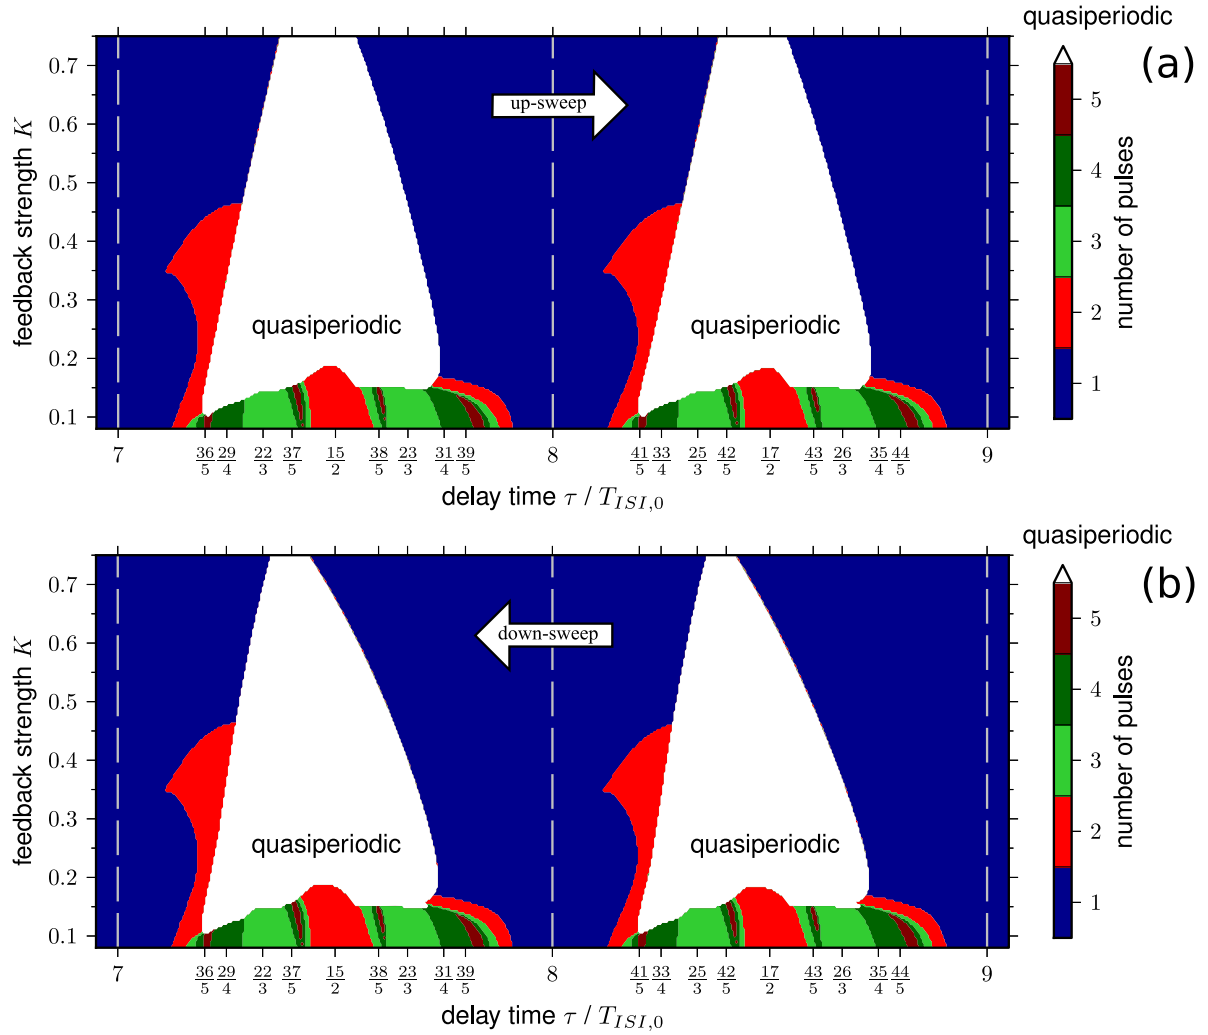 quasiperiodic
(a)
up-sweep
quasiperiodic
quasiperiodic
feedback strength K
0.7
0.6
0.5
0.4
0.3
0.2
0.1
7 36/5 29/4 22/3 37/5 15/2 38/5 23/3 31/4 39/5 8 41/5 33/4 25/3 42/5 17/2 43/5 26/3 35/4 44/5 9
delay time τ / T_{ISI,0}
5
4
3
2
1
number of pulses
quasiperiodic
(b)
down-sweep
quasiperiodic
quasiperiodic
feedback strength K
0.7
0.6
0.5
0.4
0.3
0.2
0.1
7 36/5 29/4 22/3 37/5 15/2 38/5 23/3 31/4 39/5 8 41/5 33/4 25/3 42/5 17/2 43/5 26/3 35/4 44/5 9
delay time τ / T_{ISI,0}
5
4
3
2
1
number of pulses